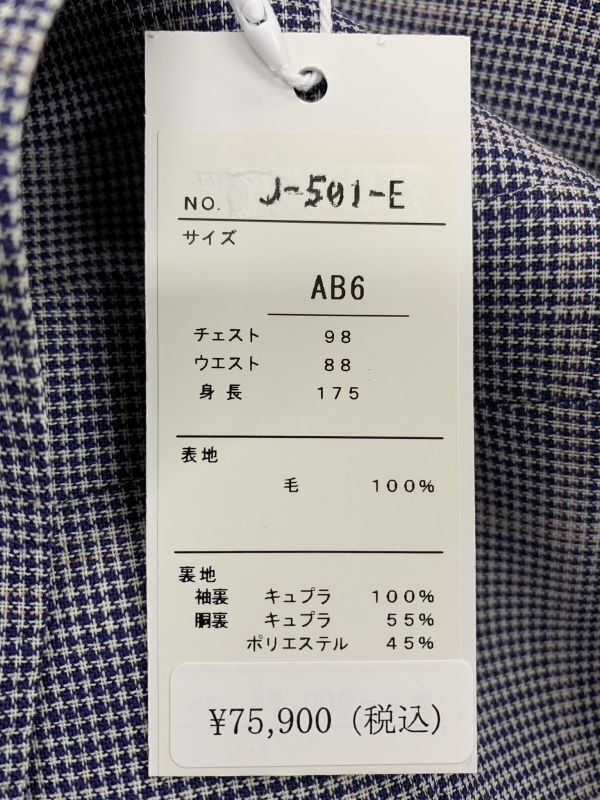 NO. J-501-E
サイズ
AB6
チェスト 98
ウエスト 88
身長 175
表地
毛 100%
裏地
袖裏 キュプラ 100%
胴裏 キュプラ 55%
ポリエステル 45%
¥75,900 (税込)